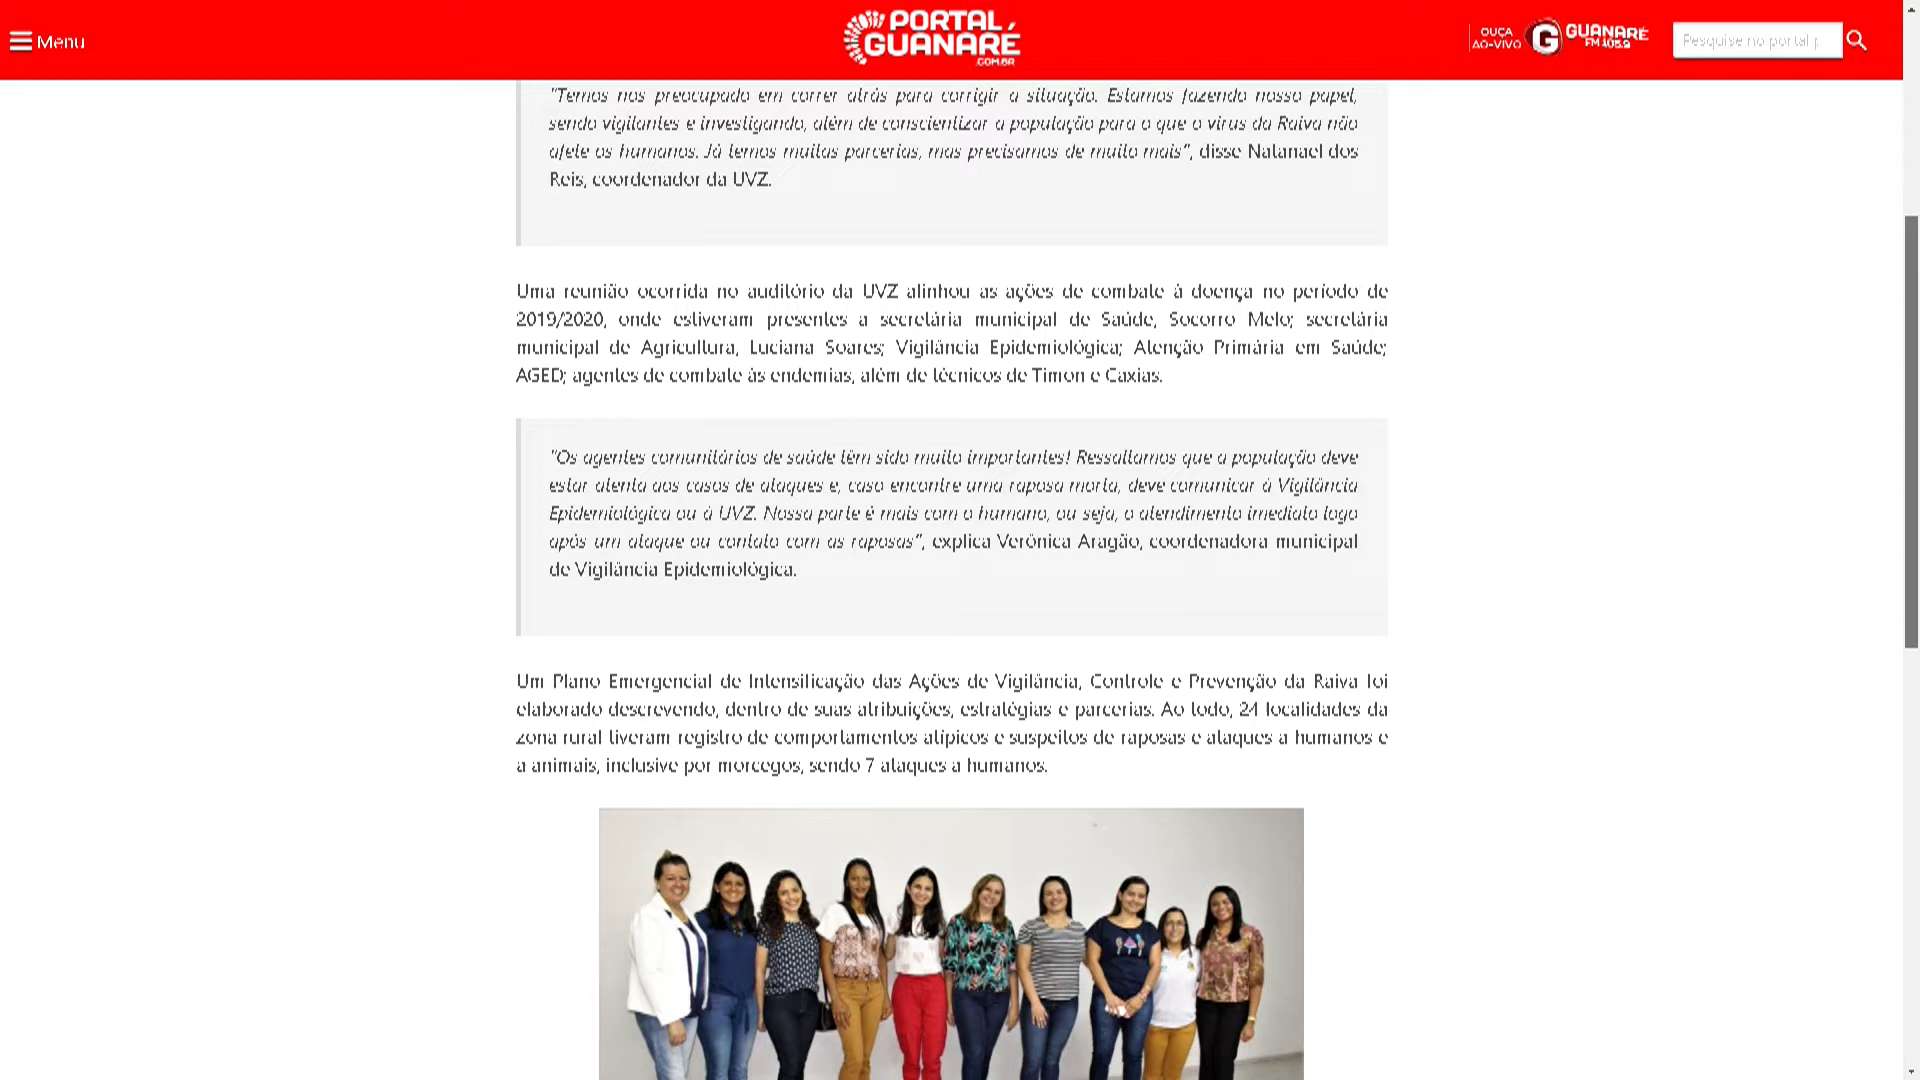 Menu
PORTAL
GUANARÉ
.COM.BR
OUÇA
AO-VIVO
G GUANARÉ
FM 105.9
Pesquise no portal
"Temos nos preocupado em correr atrás para corrigir a situação. Estamos fazendo nosso papel,
sendo vigilantes e investigando, além de conscientizar a população para o que o vírus da Raiva não
afete os humanos. Já temos muitas parcerias, mas precisamos de muito mais", disse Natanael dos
Reis, coordenador da UVZ.
Uma reunião ocorrida no auditório da UVZ alinhou as ações de combate à doença no período de
2019/2020, onde estiveram presentes a secretária municipal de Saúde, Socorro Melo; secretária
municipal de Agricultura, Luciana Soares; Vigilância Epidemiológica; Atenção Primária em Saúde;
AGED; agentes de combate às endemias, além de técnicos de Timon e Caxias.
"Os agentes comunitários de saúde têm sido muito importantes! Ressaltamos que a população deve
estar atenta aos casos de ataques e, caso encontre uma raposa morta, deve comunicar à Vigilância
Epidemiológica ou à UVZ. Nossa parte é mais com o humano, ou seja, o atendimento imediato logo
após um ataque ou contato com as raposas", explica Verônica Aragão, coordenadora municipal
de Vigilância Epidemiológica.
Um Plano Emergencial de Intensificação das Ações de Vigilância, Controle e Prevenção da Raiva foi
elaborado descrevendo, dentro de suas atribuições, estratégias e parcerias. Ao todo, 24 localidades da
zona rural tiveram registro de comportamentos atípicos e suspeitos de raposas e ataques a humanos e
a animais, inclusive por morcegos, sendo 7 ataques a humanos.